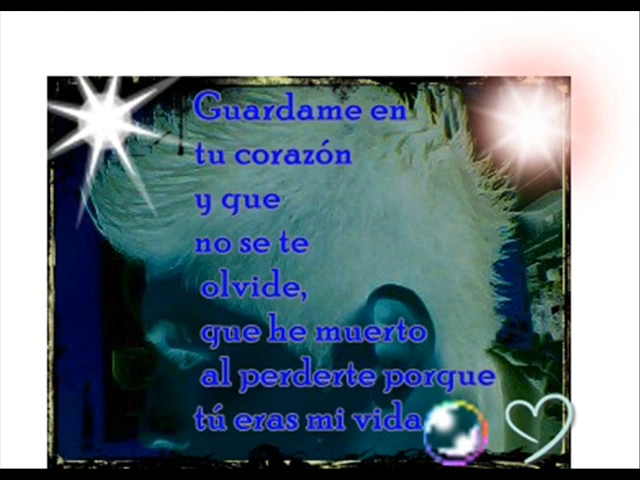 Guardame en
tu corazón
y que
no se te
olvide,
que he muerto
al perderte porque
tú eras mi vida